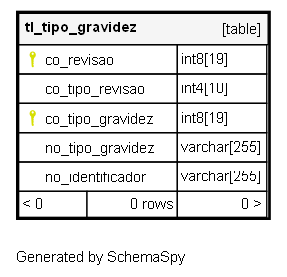 tl_tipo_gravidez [table]
co_revisao int8[19]
co_tipo_revisao int4[10]
co_tipo_gravidez int8[19]
no_tipo_gravidez varchar[255]
no_identificador varchar[255]
< 0 0 rows 0 >
Generated by SchemaSpy